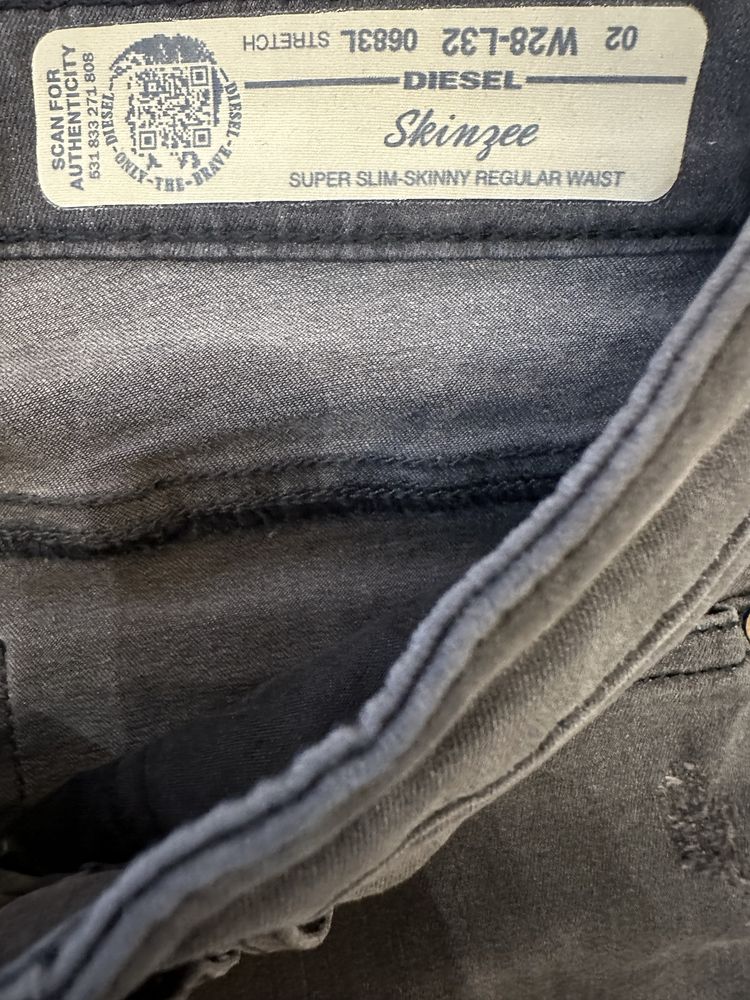 SCAN FOR
AUTHENTICITY
531 833 271 808
DIESEL
DIESEL
-ONLY-THE-BRAVE-
02 W28-L32 0683L STRETCH
DIESEL
Skinzee
SUPER SLIM-SKINNY REGULAR WAIST